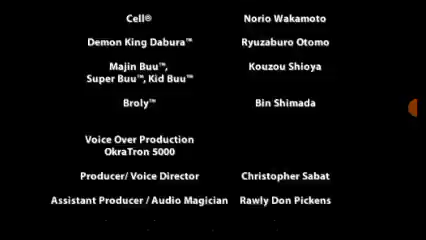 Cell® Norio Wakamoto
Demon King Dabura™ Ryuzaburo Otomo
Majin Buu™, Kouzou Shioya
Super Buu™, Kid Buu™
Broly™ Bin Shimada
Voice Over Production
OkraTron 5000
Producer/ Voice Director Christopher Sabat
Assistant Producer / Audio Magician Rawly Don Pickens